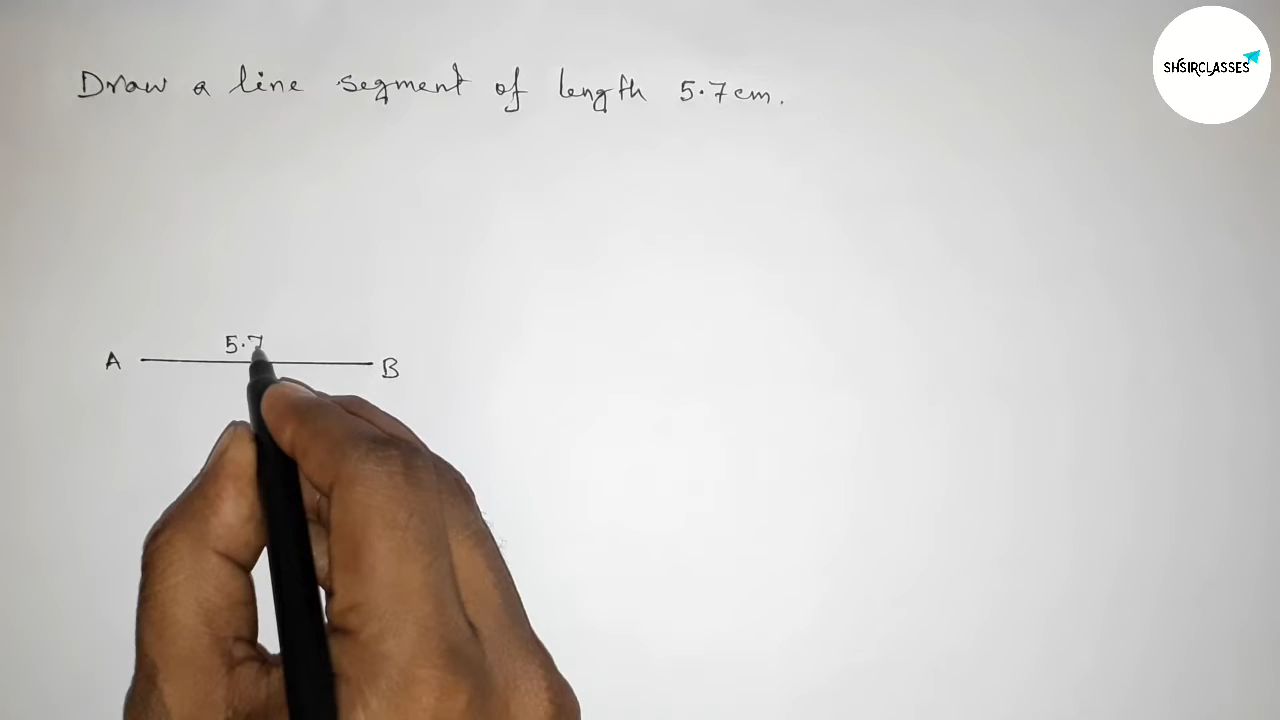 Draw a line segment of length 5.7cm.
SHSIRCLASSES
5.7
A B